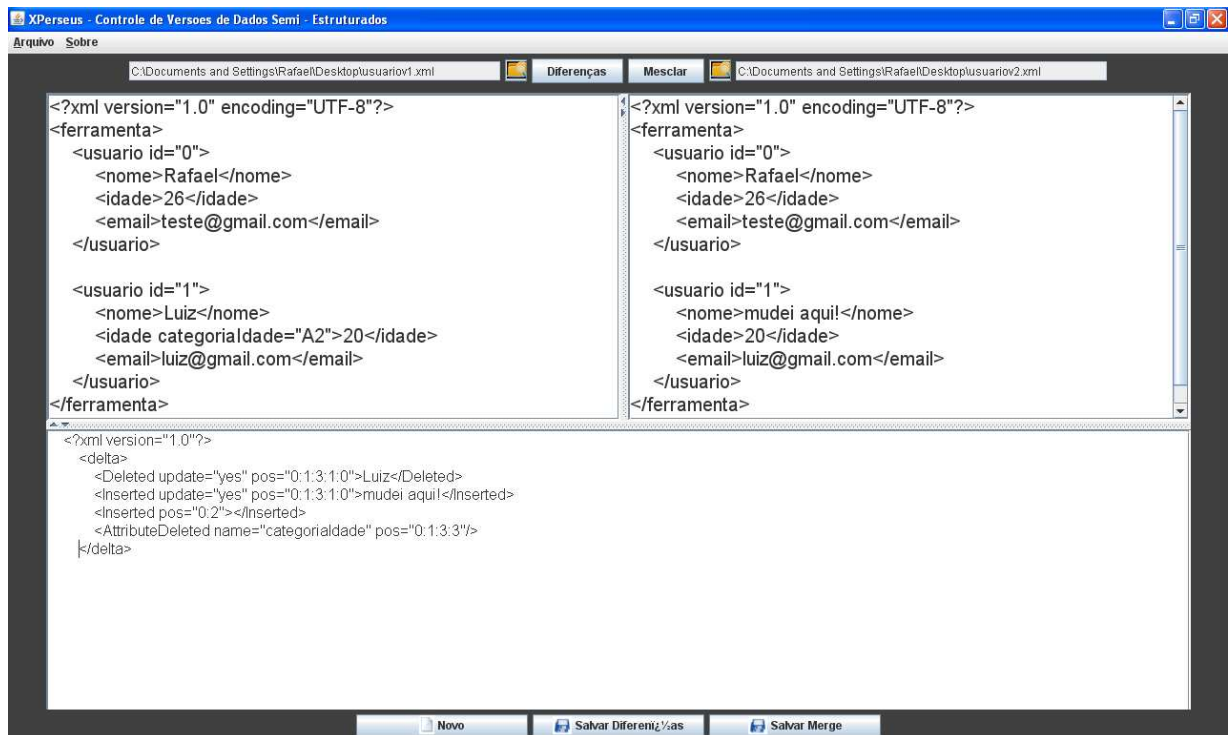 XPerseus - Controle de Versoes de Dados Semi - Estruturados
Arquivo Sobre
C:\Documents and Settings\Rafael\Desktop\usuariov1.xml Diferenças Mesclar C:\Documents and Settings\Rafael\Desktop\usuariov2.xml
<?xml version="1.0" encoding="UTF-8"?>
<ferramenta>
<usuario id="0">
<nome>Rafael</nome>
<idade>26</idade>
<email>teste@gmail.com</email>
</usuario>
<usuario id="1">
<nome>Luiz</nome>
<idade categoriaIdade="A2">20</idade>
<email>luiz@gmail.com</email>
</usuario>
</ferramenta>
<?xml version="1.0" encoding="UTF-8"?>
<ferramenta>
<usuario id="0">
<nome>Rafael</nome>
<idade>26</idade>
<email>teste@gmail.com</email>
</usuario>
<usuario id="1">
<nome>mudei aqui!</nome>
<idade>20</idade>
<email>luiz@gmail.com</email>
</usuario>
</ferramenta>
<?xml version="1.0"?>
<delta>
<Deleted update="yes" pos="0:1:3:1:0">Luiz</Deleted>
<Inserted update="yes" pos="0:1:3:1:0">mudei aqui!</Inserted>
<Inserted pos="0:2"></Inserted>
<AttributeDeleted name="categoriaIdade" pos="0:1:3:3"/>
</delta>
Novo Salvar Diferenï¿½as Salvar Merge